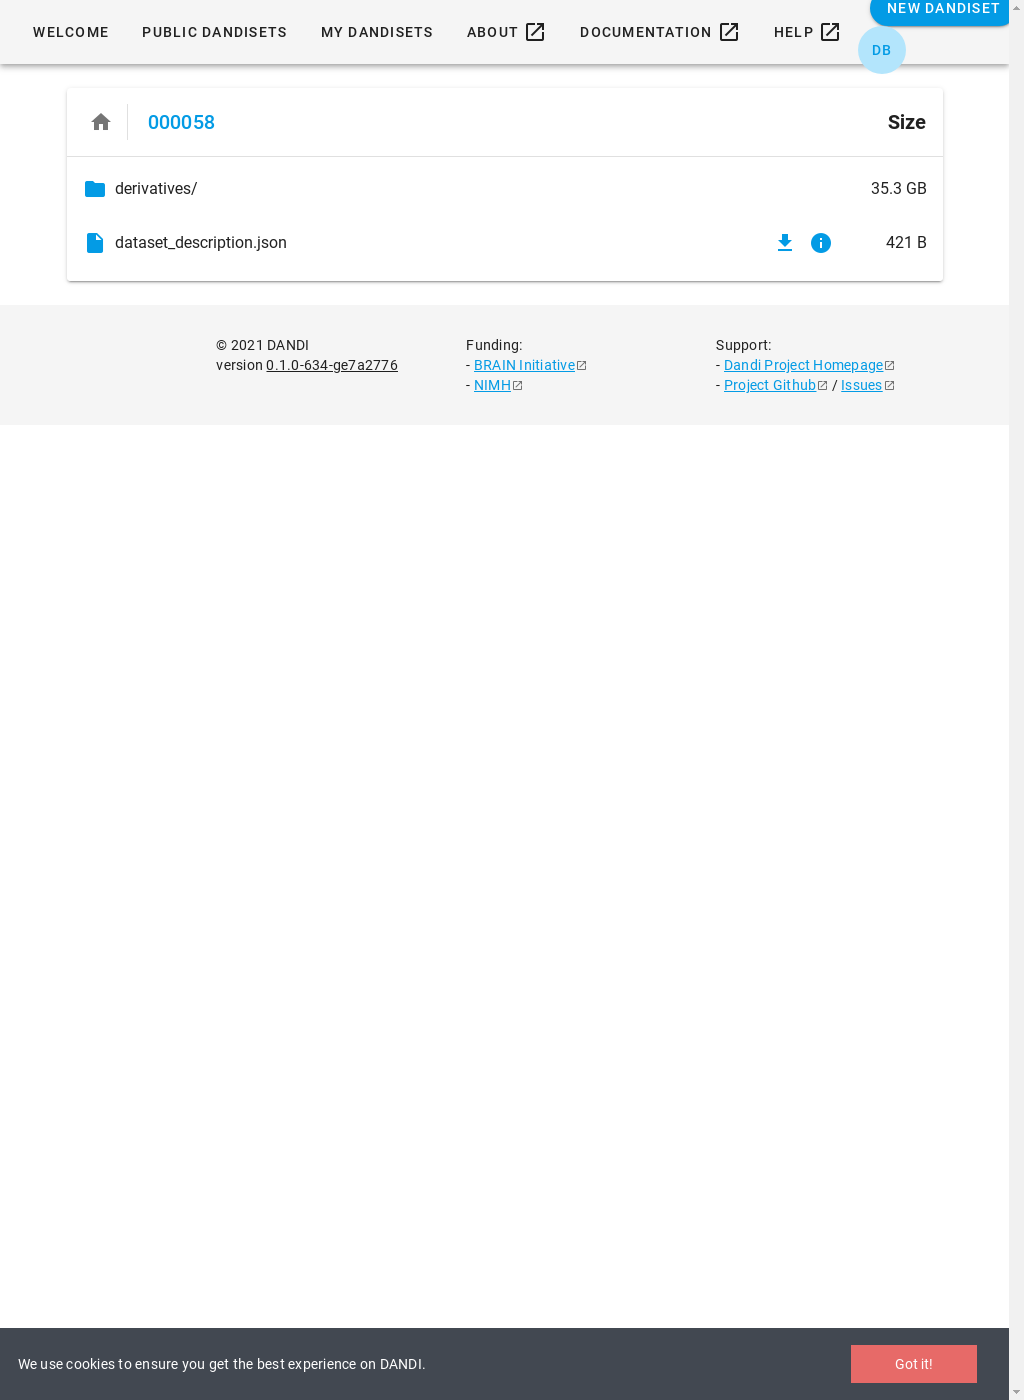 NEW DANDISET
WELCOME PUBLIC DANDISETS MY DANDISETS ABOUT DOCUMENTATION HELP
DB
000058 Size
derivatives/ 35.3 GB
dataset_description.json 421 B
© 2021 DANDI
version 0.1.0-634-ge7a2776
Funding:
- BRAIN Initiative
- NIMH
Support:
- Dandi Project Homepage
- Project Github / Issues
We use cookies to ensure you get the best experience on DANDI. Got it!